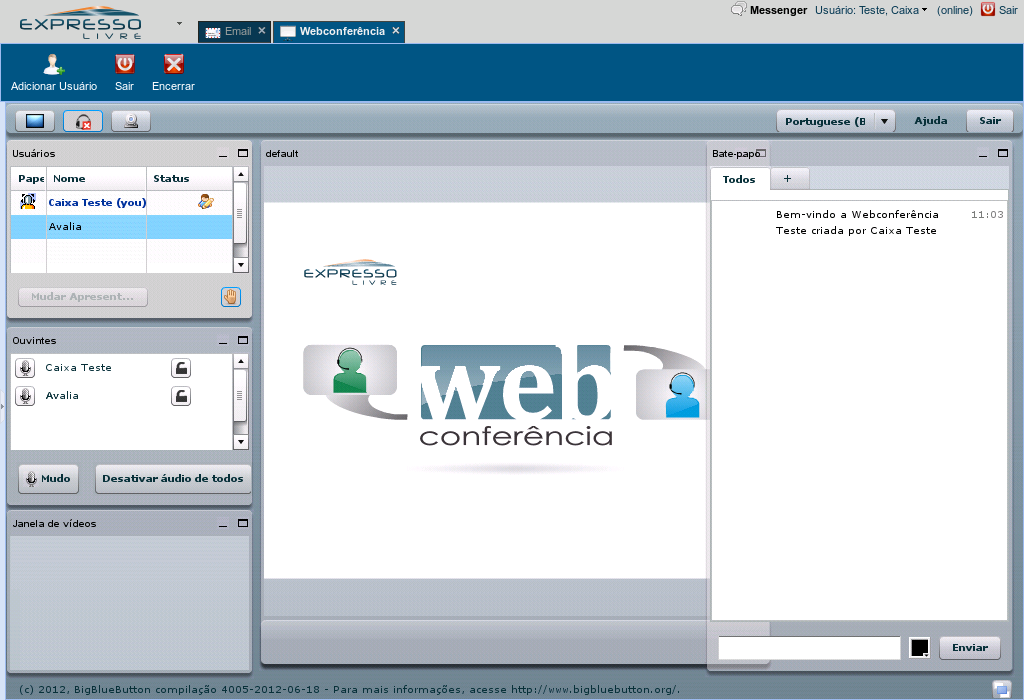 EXPRESSO
LIVRE
Email
Webconferência
Messenger
Usuário: Teste, Caixa
(online)
Sair
Adicionar Usuário
Sair
Encerrar
Portuguese (B
Ajuda
Sair
Usuários
Pape
Nome
Status
Caixa Teste (you)
Avalia
Mudar Apresent...
Ouvintes
Caixa Teste
Avalia
Mudo
Desativar áudio de todos
Janela de vídeos
default
EXPRESSO
LIVRE
web
conferência
Bate-papo
Todos
+
Bem-vindo a Webconferência 11:03
Teste criada por Caixa Teste
Enviar
(c) 2012, BigBlueButton compilação 4005-2012-06-18 - Para mais informações, acesse http://www.bigbluebutton.org/.